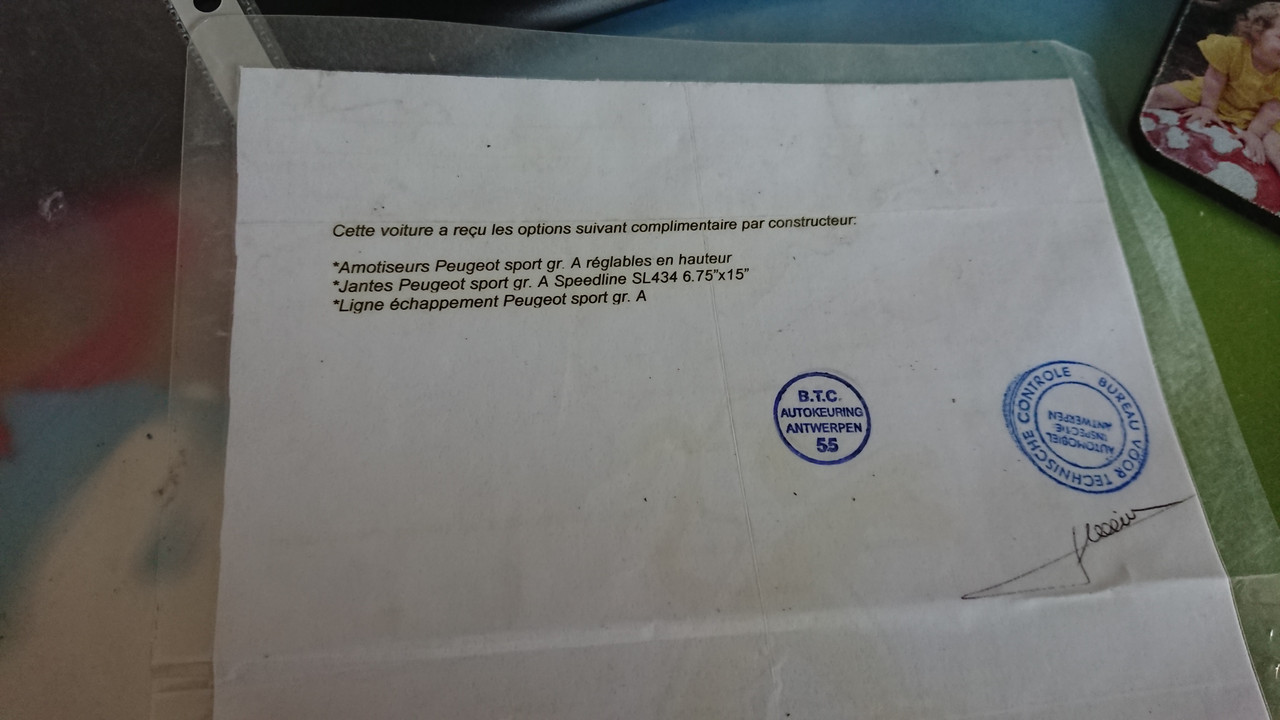 Cette voiture a reçu les options suivant complimentaire par constructeur:
*Amotiseurs Peugeot sport gr. A réglables en hauteur
*Jantes Peugeot sport gr. A Speedline SL434 6.75"x15"
*Ligne échappement Peugeot sport gr. A
B.T.C.
AUTOKEURING
ANTWERPEN
55
BUREAU VOOR TECHNISCHE CONTROLE
AUTOMOBIEL
INSPECTIE
ANTWERPEN